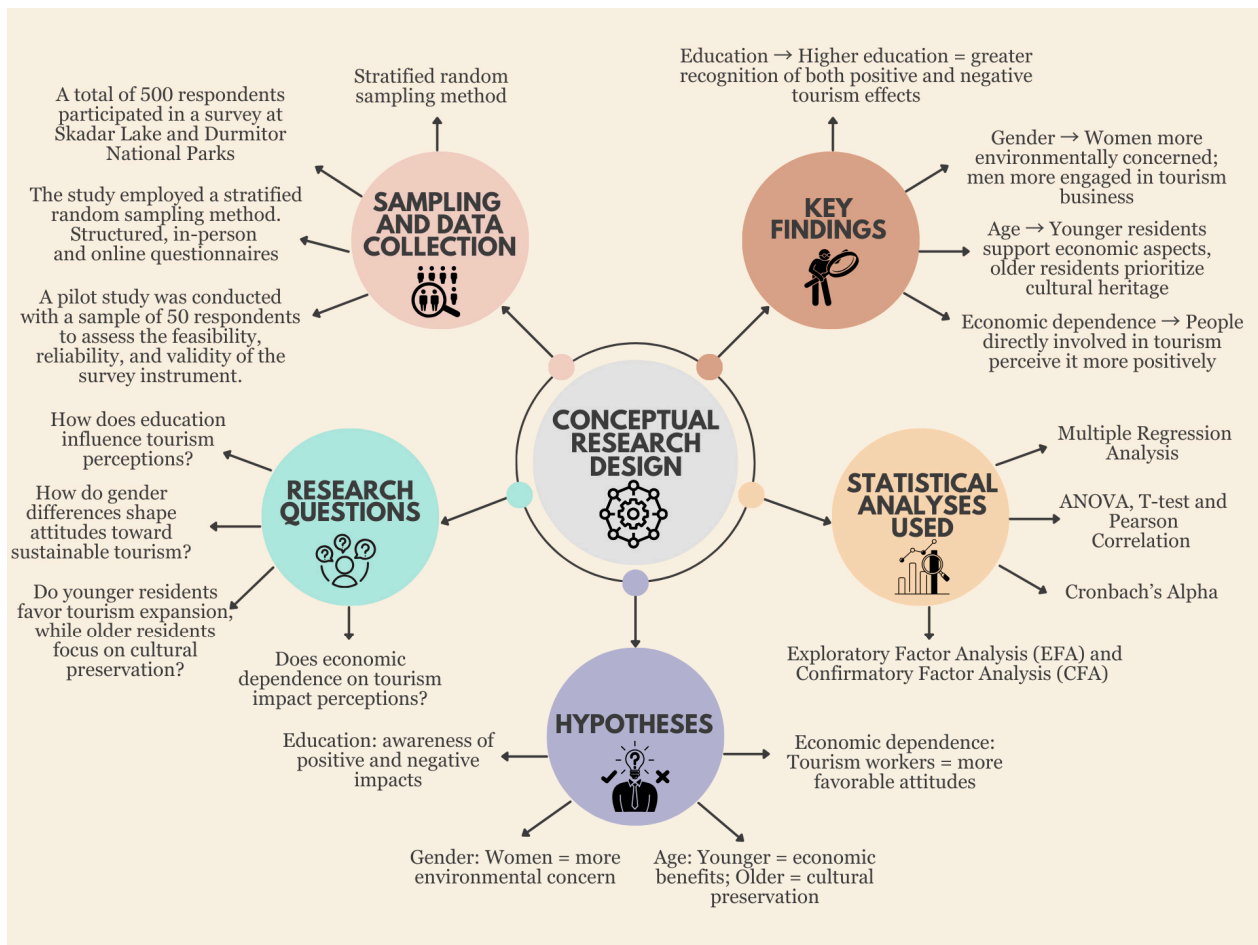 CONCEPTUAL
RESEARCH
DESIGN
SAMPLING
AND DATA
COLLECTION
Stratified random
sampling method
A total of 500 respondents
participated in a survey at
Skadar Lake and Durmitor
National Parks
The study employed a stratified
random sampling method.
Structured, in-person
and online questionnaires
A pilot study was conducted
with a sample of 50 respondents
to assess the feasibility,
reliability, and validity of the
survey instrument.
KEY
FINDINGS
Education → Higher education = greater
recognition of both positive and negative
tourism effects
Gender → Women more
environmentally concerned;
men more engaged in tourism
business
Age → Younger residents
support economic aspects,
older residents prioritize
cultural heritage
Economic dependence → People
directly involved in tourism
perceive it more positively
STATISTICAL
ANALYSES
USED
Multiple Regression
Analysis
ANOVA, T-test and
Pearson
Correlation
Cronbach's Alpha
Exploratory Factor Analysis (EFA) and
Confirmatory Factor Analysis (CFA)
HYPOTHESES
Education: awareness of
positive and negative
impacts
Gender: Women = more
environmental concern
Age: Younger = economic
benefits; Older = cultural
preservation
Economic dependence:
Tourism workers = more
favorable attitudes
RESEARCH
QUESTIONS
How does education
influence tourism
perceptions?
How do gender
differences shape
attitudes toward
sustainable tourism?
Do younger residents
favor tourism expansion,
while older residents
focus on cultural
preservation?
Does economic
dependence on tourism
impact perceptions?